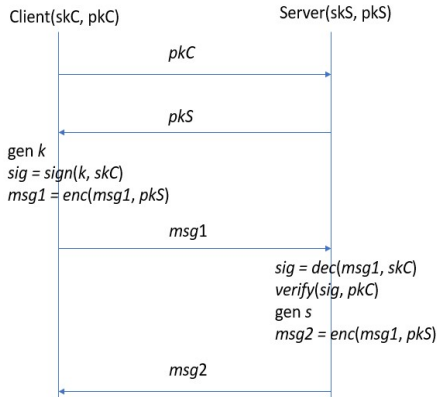 Client(skC, pkC)
Server(skS, pkS)
pkC
pkS
gen k
sig = sign(k, skC)
msg1 = enc(msg1, pkS)
msg1
sig = dec(msg1, skC)
verify(sig, pkC)
gen s
msg2 = enc(msg1, pkS)
msg2